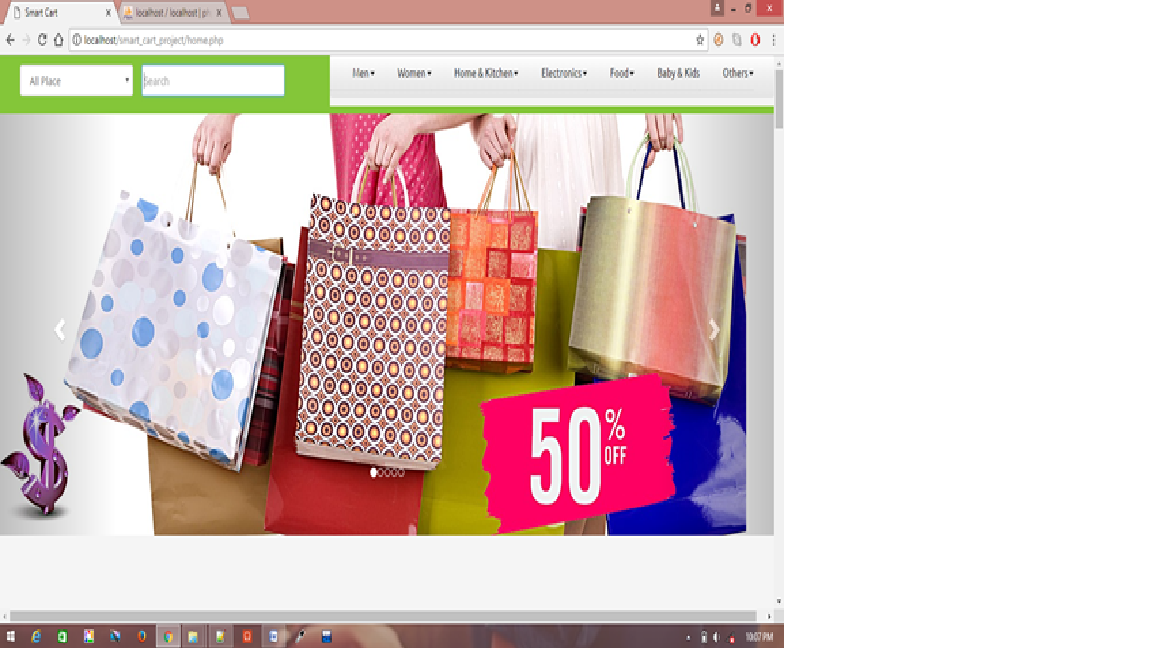 Smart Cart
localhost / localhost | ph
localhost/smart_cart_project/home.php
All Place
Search
Men
Women
Home & Kitchen
Electronics
Food
Baby & Kids
Others
50%
OFF
10:07 PM